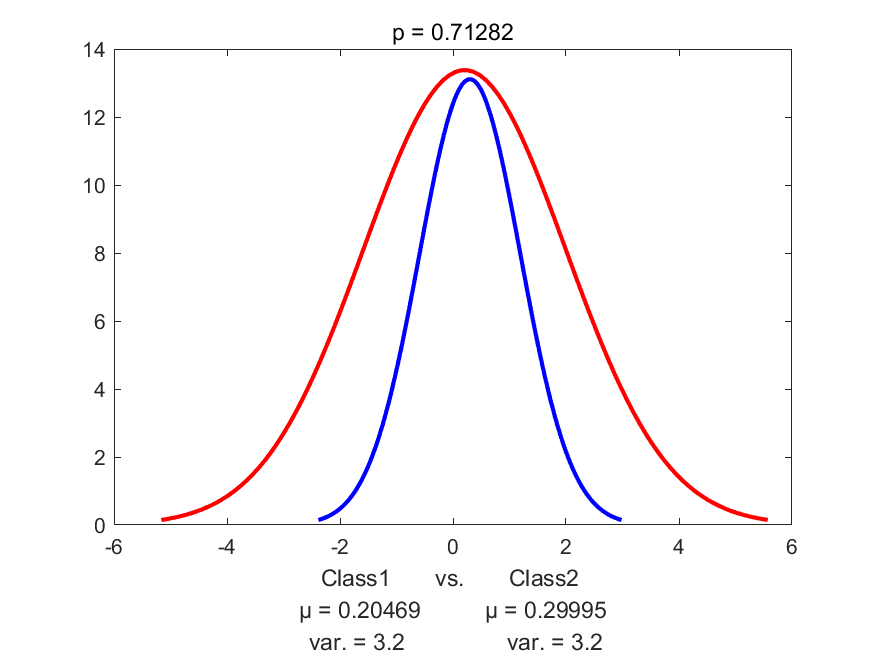 p = 0.71282
14
12
10
8
6
4
2
0
-6 -4 -2 0 2 4 6
Class1 vs. Class2
μ = 0.20469 μ = 0.29995
var. = 3.2 var. = 3.2